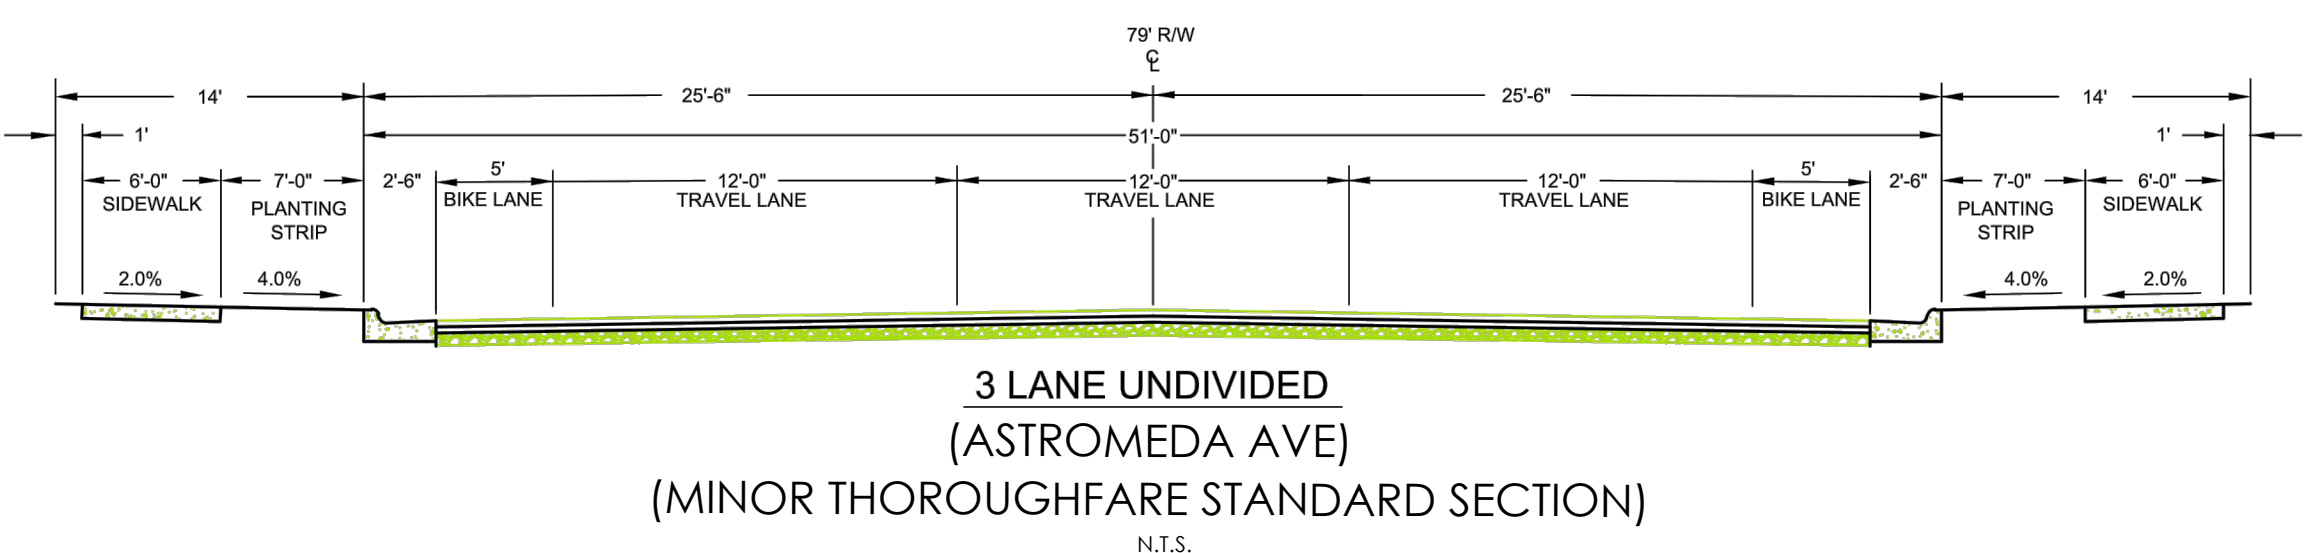 79' R/W
℄
14' 25'-6" 25'-6" 14'
1' 51'-0" 1'
5' 5'
6'-0" 7'-0" 2'-6" 12'-0" 12'-0" 12'-0" 2'-6" 7'-0" 6'-0"
SIDEWALK BIKE LANE TRAVEL LANE TRAVEL LANE TRAVEL LANE BIKE LANE SIDEWALK
PLANTING PLANTING
STRIP STRIP
2.0% 4.0% 4.0% 2.0%
3 LANE UNDIVIDED
(ASTROMEDA AVE)
(MINOR THOROUGHFARE STANDARD SECTION)
N.T.S.